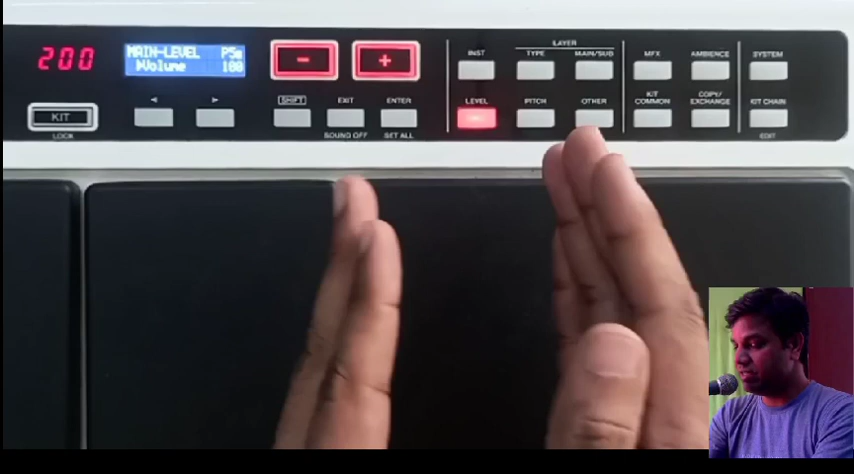 200
MAIN-LEVEL P5m
Volume 100
- +
INST
LAYER
TYPE MAIN/SUB
MFX AMBIENCE SYSTEM
KIT
LOCK
SHIFT EXIT ENTER
SOUND OFF SET ALL
LEVEL PITCH OTHER
KIT COMMON
COPY/EXCHANGE
KIT CHAIN
EDIT